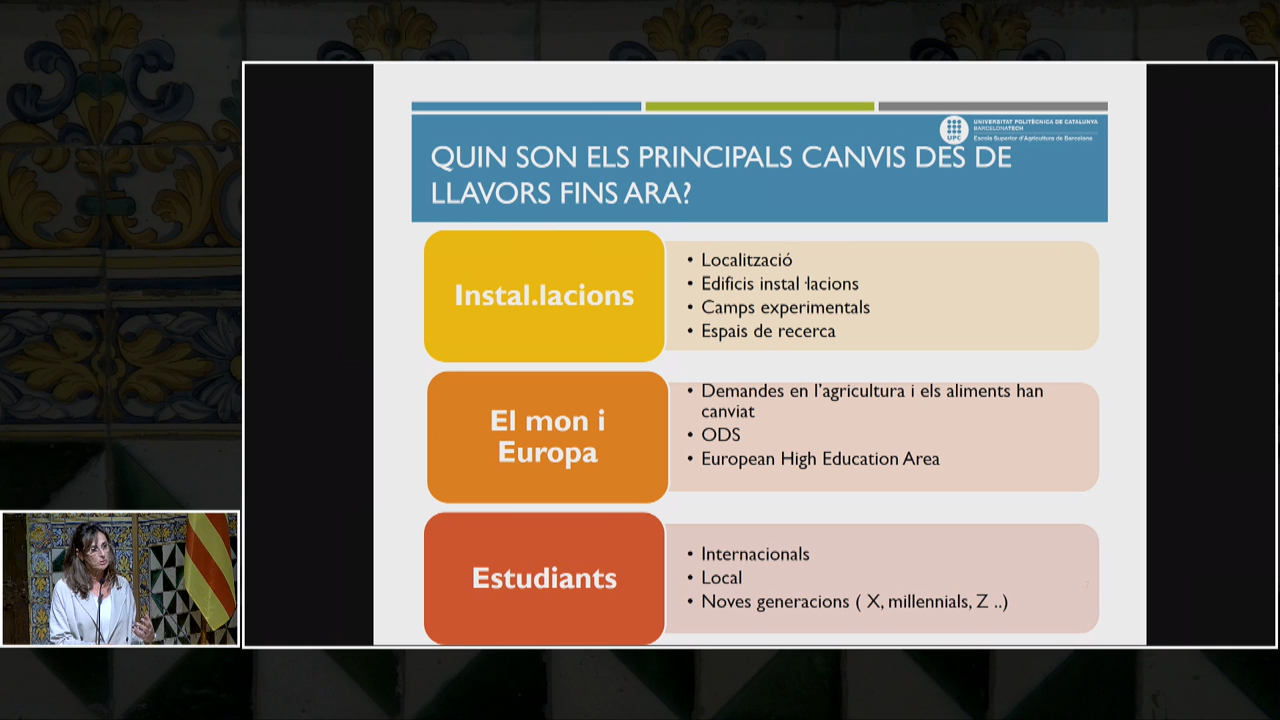 UNIVERSITAT POLITÈCNICA DE CATALUNYA
BARCELONATECH
Escola Superior d'Agricultura de Barcelona
UPC
QUIN SON ELS PRINCIPALS CANVIS DES DE
LLAVORS FINS ARA?
Instal.lacions
• Localització
• Edificis instal·lacions
• Camps experimentals
• Espais de recerca
El mon i
Europa
• Demandes en l'agricultura i els aliments han
canviat
• ODS
• European High Education Area
Estudiants
• Internacionals
• Local
• Noves generacions ( X, millennials, Z ..)